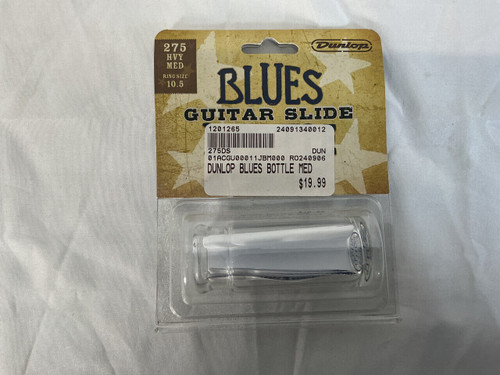 275
HVY
MED
RING SIZE
10.5
Dunlop
BLUES
GUITAR SLIDE
1201265 24091340012
275DS DUN
01ACGU00011JBM000 RO240906
DUNLOP BLUES BOTTLE MED
$19.99